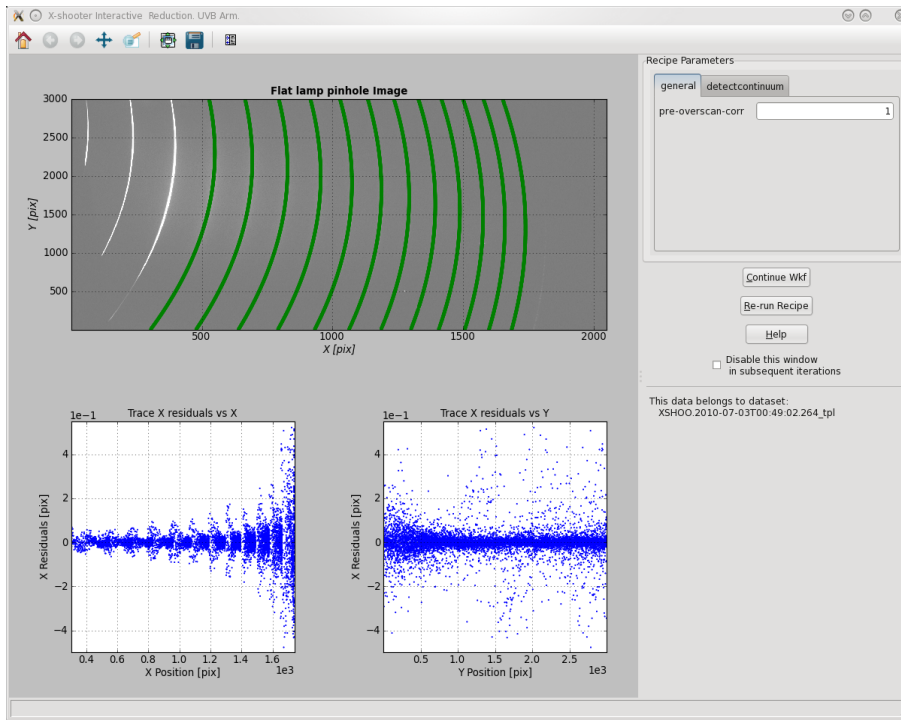 X-shooter Interactive Reduction. UVB Arm.
Flat lamp pinhole Image
3000
2500
2000
1500
1000
500
Y [pix]
500
1000
1500
2000
X [pix]
Recipe Parameters
general
detectcontinuum
pre-overscan-corr
1
Continue Wkf
Re-run Recipe
Help
Disable this window
in subsequent iterations
This data belongs to dataset:
XSHOO.2010-07-03T00:49:02.264_tpl
1e-1
Trace X residuals vs X
4
2
0
−2
−4
X Residuals [pix]
0.4
0.6
0.8
1.0
1.2
1.4
1.6
1e3
X Position [pix]
1e-1
Trace X residuals vs Y
4
2
0
−2
−4
X Residuals [pix]
0.5
1.0
1.5
2.0
2.5
3.0
1e3
Y Position [pix]